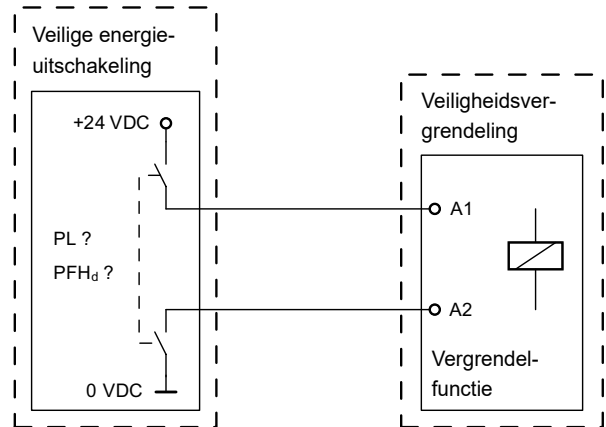 Veilige energie-
uitschakeling
+24 VDC
PL ?
PFHd ?
0 VDC
Veiligheidsver-
grendeling
A1
A2
Vergrendel-
functie